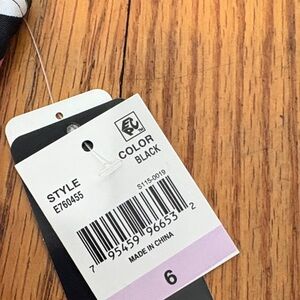 STYLE
E760455
COLOR
BLACK
S115-0019
7 95459 96653 2
MADE IN CHINA
6